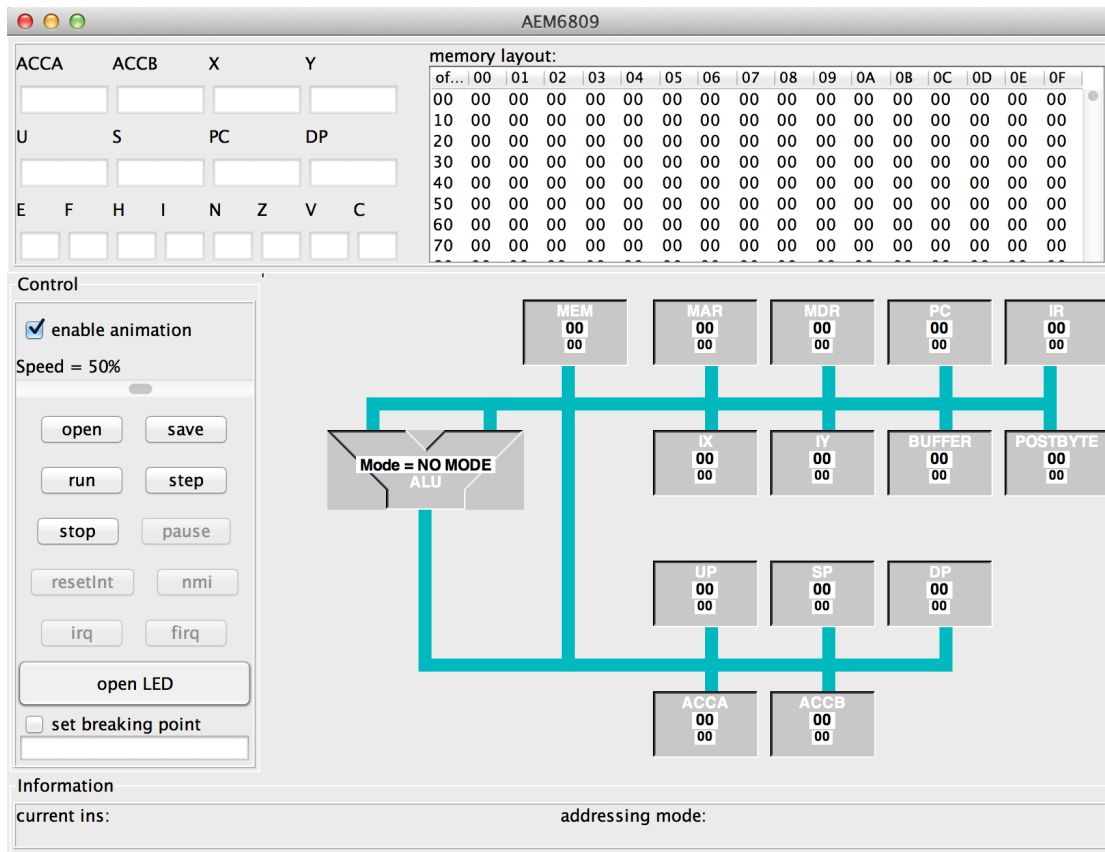 AEM6809
ACCA ACCB X Y
U S PC DP
E F H I N Z V C
memory layout:
of... 00 01 02 03 04 05 06 07 08 09 0A 0B 0C 0D 0E 0F
00 00 00 00 00 00 00 00 00 00 00 00 00 00 00 00 00
10 00 00 00 00 00 00 00 00 00 00 00 00 00 00 00 00
20 00 00 00 00 00 00 00 00 00 00 00 00 00 00 00 00
30 00 00 00 00 00 00 00 00 00 00 00 00 00 00 00 00
40 00 00 00 00 00 00 00 00 00 00 00 00 00 00 00 00
50 00 00 00 00 00 00 00 00 00 00 00 00 00 00 00 00
60 00 00 00 00 00 00 00 00 00 00 00 00 00 00 00 00
70 00 00 00 00 00 00 00 00 00 00 00 00 00 00 00 00
Control
enable animation
Speed = 50%
open save
run step
stop pause
resetInt nmi
irq firq
open LED
set breaking point
MEM MAR MDR PC IR
00 00 00 00 00
00 00 00 00 00
IX IY BUFFER POSTBYTE
00 00 00 00
00 00 00 00
Mode = NO MODE
ALU
UP SP DP
00 00 00
00 00 00
ACCA ACCB
00 00
00 00
Information
current ins: addressing mode: